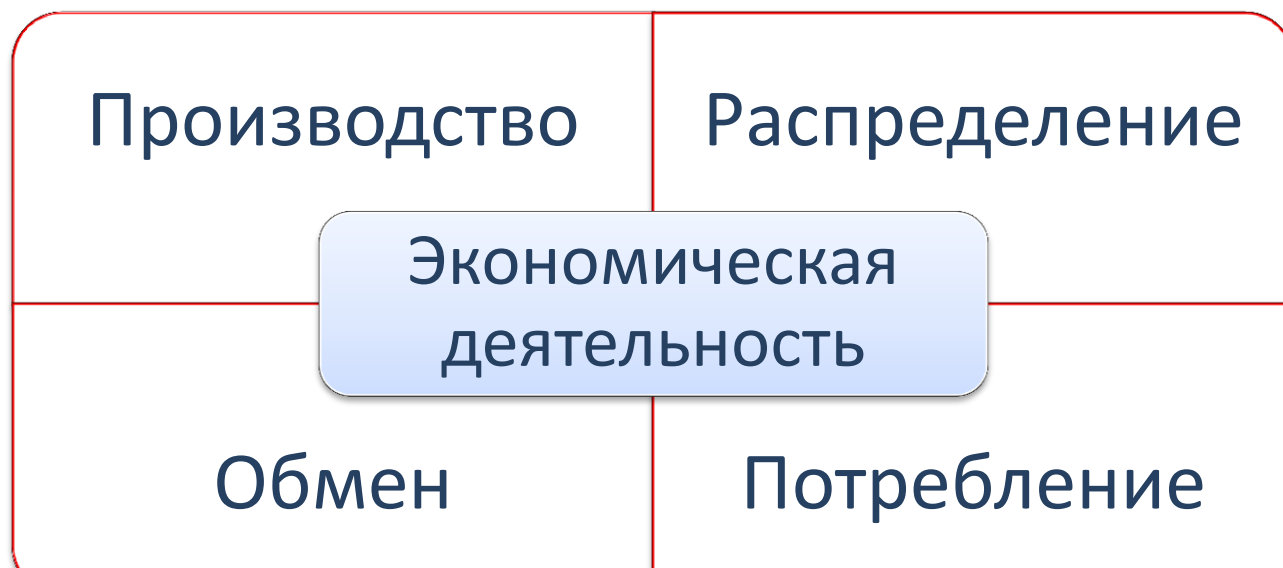 Производство
Распределение
Экономическая
деятельность
Обмен
Потребление